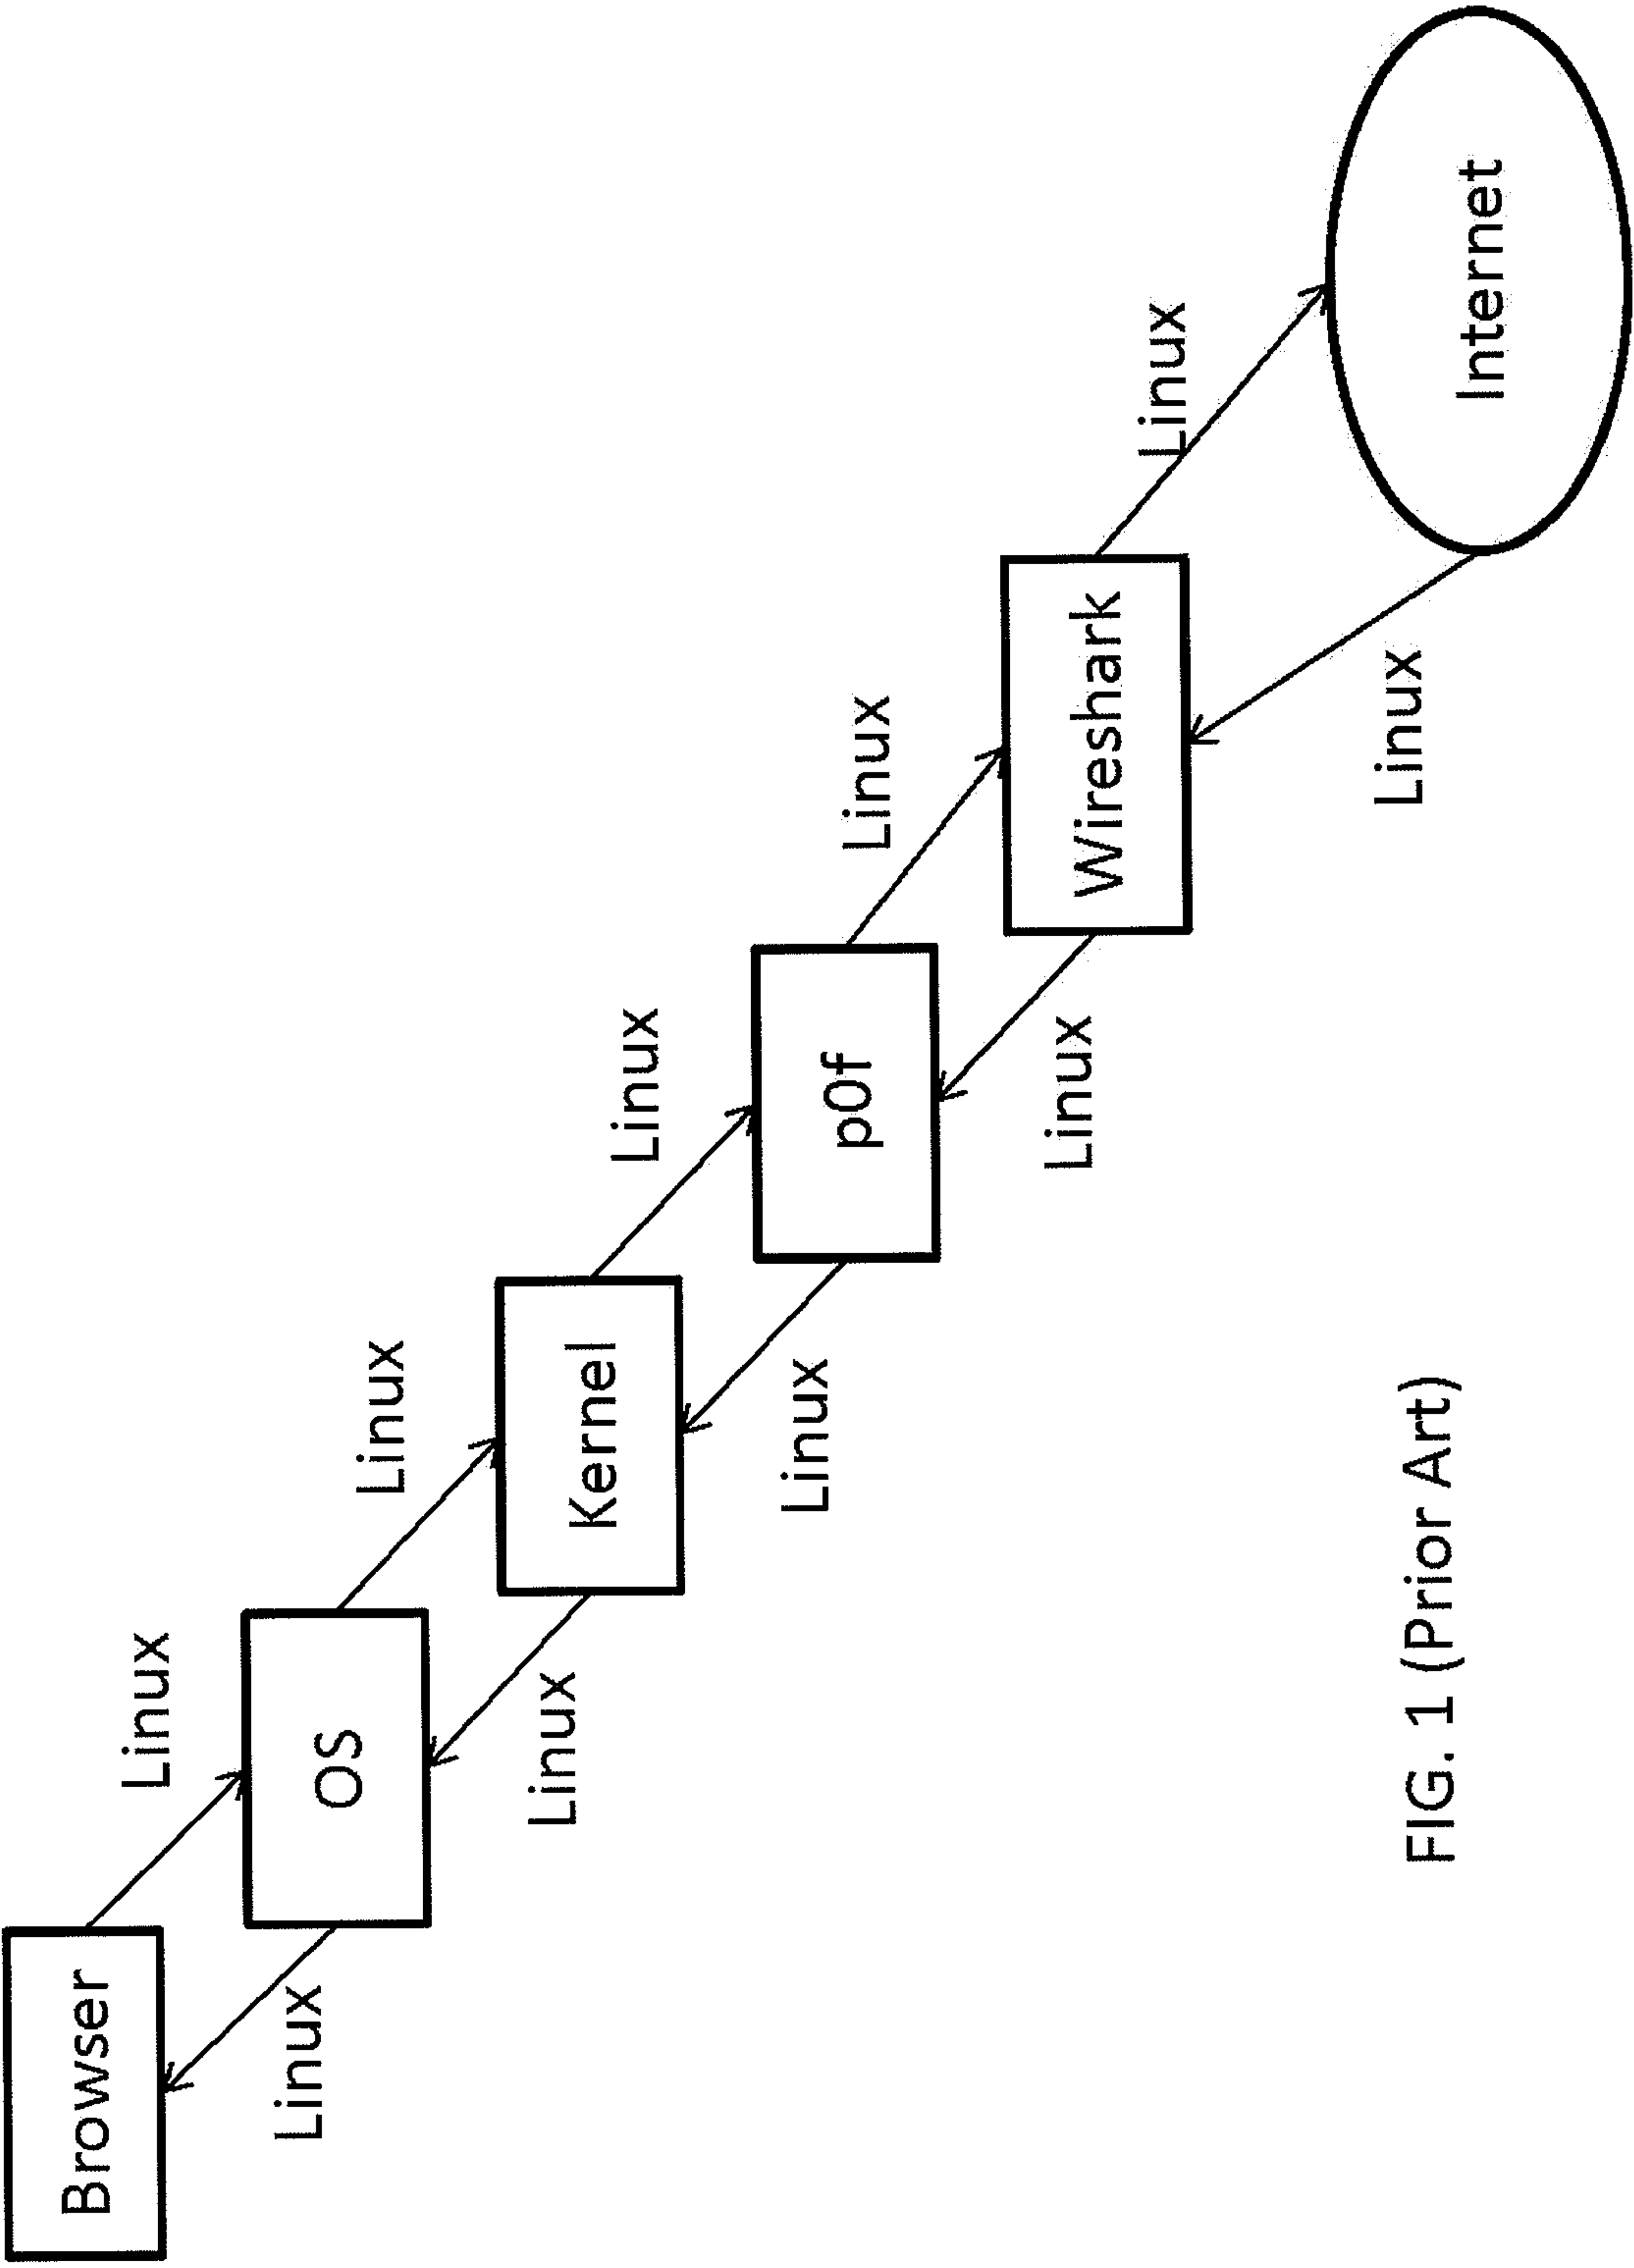 Browser
Linux
Linux
OS
Linux
Linux
Kernel
Linux
Linux
p0f
Linux
Linux
Wireshark
Linux
Linux
Internet
FIG. 1 (Prior Art)